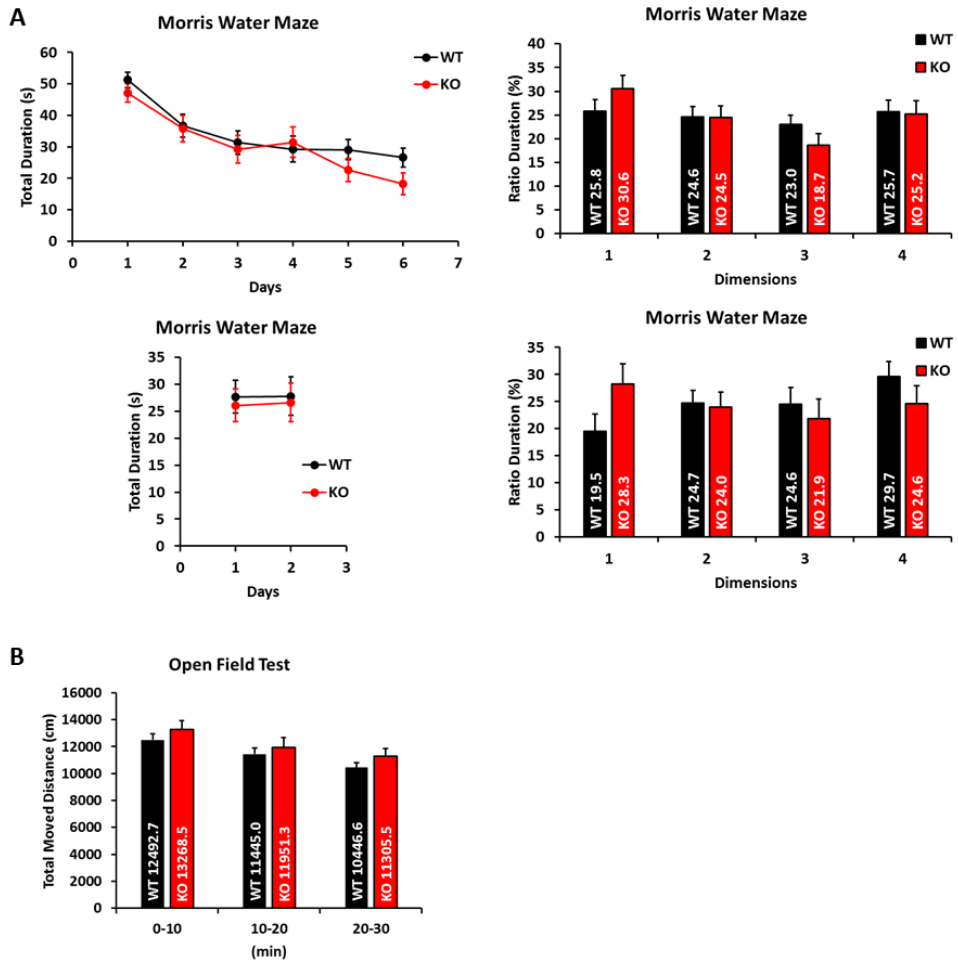 A
Morris Water Maze
Total Duration (s)
60
50
40
30
20
10
0
0 1 2 3 4 5 6 7
Days
WT
KO
Morris Water Maze
Ratio Duration (%)
40
35
30
25
20
15
10
5
0
WT 25.8
KO 30.6
WT 24.6
KO 24.5
WT 23.0
KO 18.7
WT 25.7
KO 25.2
1 2 3 4
Dimensions
WT
KO
Morris Water Maze
Total Duration (s)
35
30
25
20
15
10
5
0
0 1 2 3
Days
WT
KO
Morris Water Maze
Ratio Duration (%)
35
30
25
20
15
10
5
0
WT 19.5
KO 28.3
WT 24.7
KO 24.0
WT 24.6
KO 21.9
WT 29.7
KO 24.6
1 2 3 4
Dimensions
WT
KO
B
Open Field Test
Total Moved Distance (cm)
16000
14000
12000
10000
8000
6000
4000
2000
0
WT 12492.7
KO 13268.5
WT 11445.0
KO 11951.3
WT 10446.6
KO 11305.5
0-10 10-20 20-30
(min)
WT
KO